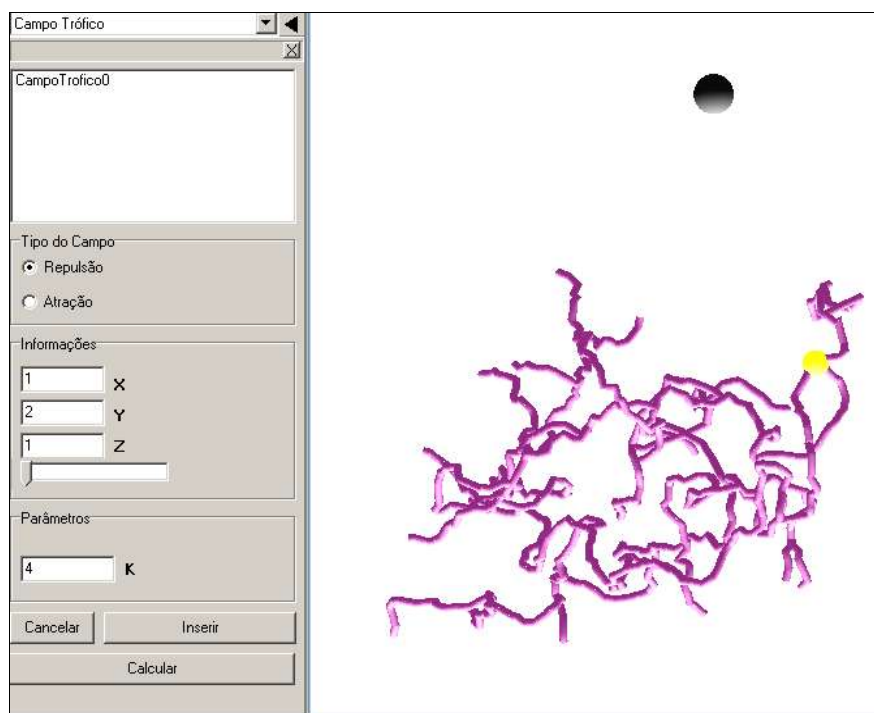 Campo Trófico
CampoTrofico0
Tipo do Campo
Repulsão
Atração
Informações
1 X
2 Y
1 Z
Parâmetros
4 K
Cancelar Inserir
Calcular